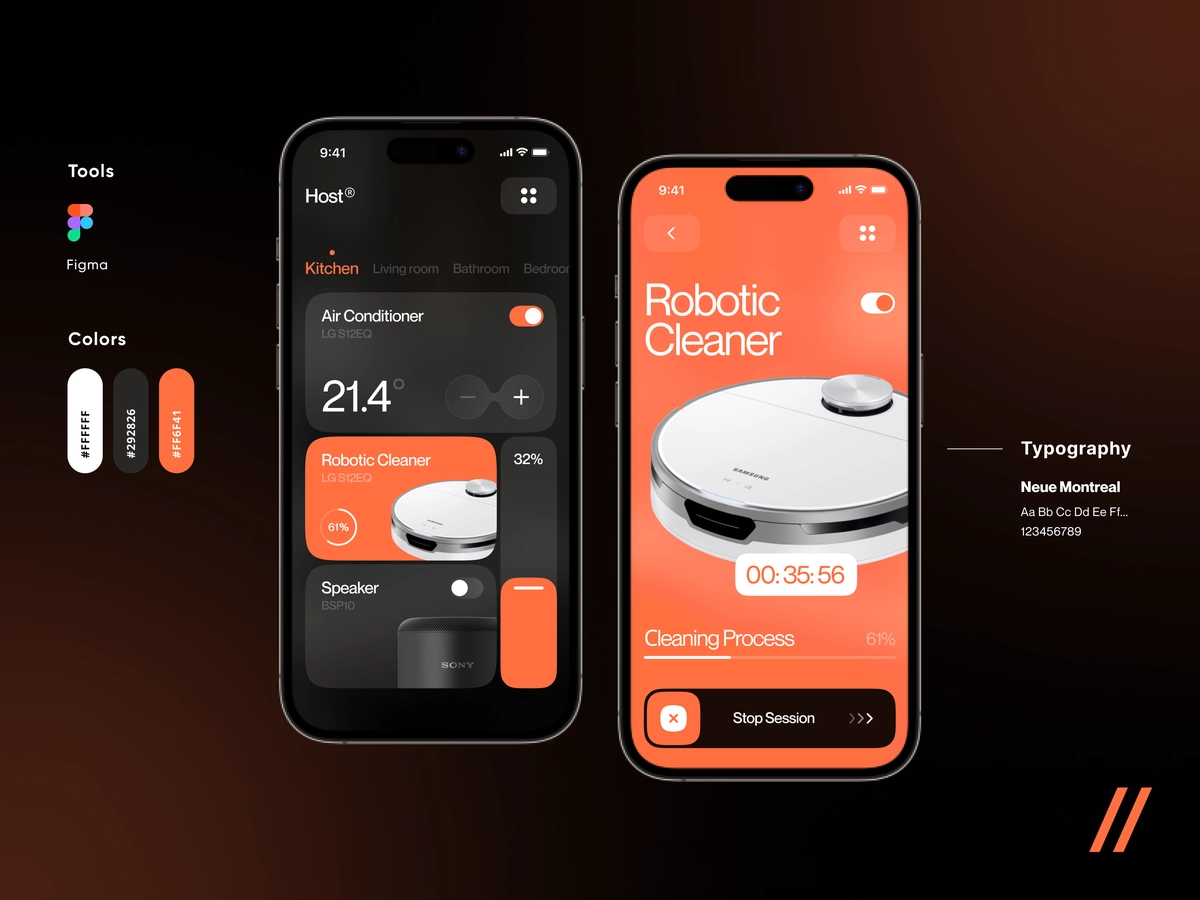 Tools
Figma
Colors
#FFFFFF
#292826
#FF6F41
9:41
Host®
Kitchen Living room Bathroom Bedroor
Air Conditioner
LG S12EQ
21.4°
Robotic Cleaner
LG S12EQ
61%
SAMSUNG
32%
Speaker
BSP10
SONY
9:41
Robotic
Cleaner
SAMSUNG
00:35:56
Cleaning Process 61%
Stop Session
Typography
Neue Montreal
Aa Bb Cc Dd Ee Ff...
123456789